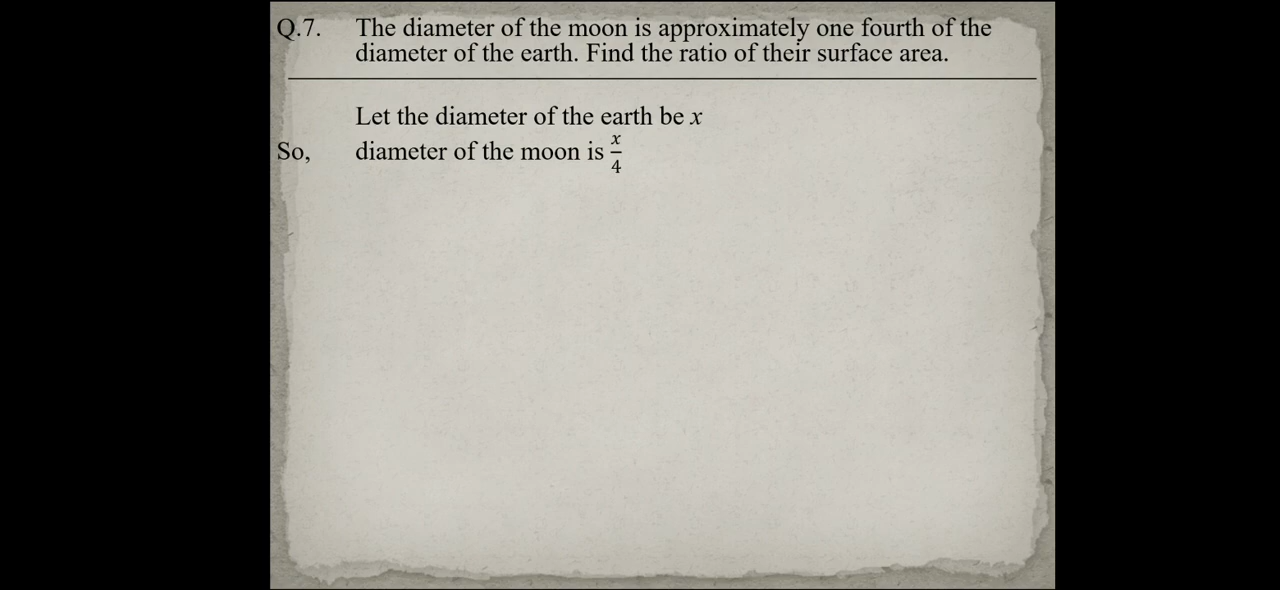 Q.7. The diameter of the moon is approximately one fourth of the
diameter of the earth. Find the ratio of their surface area.
Let the diameter of the earth be x
So, diameter of the moon is x/4